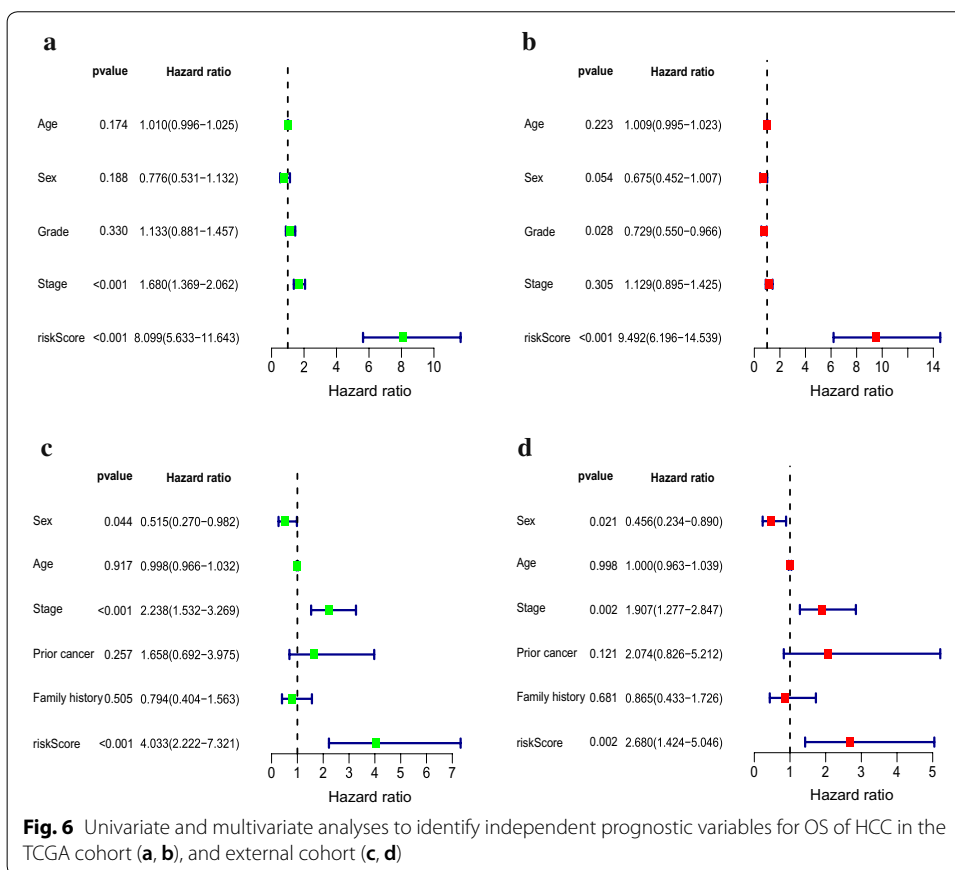 a
pvalue Hazard ratio
Age 0.174 1.010(0.996−1.025)
Sex 0.188 0.776(0.531−1.132)
Grade 0.330 1.133(0.881−1.457)
Stage <0.001 1.680(1.369−2.062)
riskScore <0.001 8.099(5.633−11.643)
0 2 4 6 8 10
Hazard ratio
b
pvalue Hazard ratio
Age 0.223 1.009(0.995−1.023)
Sex 0.054 0.675(0.452−1.007)
Grade 0.028 0.729(0.550−0.966)
Stage 0.305 1.129(0.895−1.425)
riskScore <0.001 9.492(6.196−14.539)
0 2 4 6 8 10 14
Hazard ratio
c
pvalue Hazard ratio
Sex 0.044 0.515(0.270−0.982)
Age 0.917 0.998(0.966−1.032)
Stage <0.001 2.238(1.532−3.269)
Prior cancer 0.257 1.658(0.692−3.975)
Family history 0.505 0.794(0.404−1.563)
riskScore <0.001 4.033(2.222−7.321)
0 1 2 3 4 5 6 7
Hazard ratio
d
pvalue Hazard ratio
Sex 0.021 0.456(0.234−0.890)
Age 0.998 1.000(0.963−1.039)
Stage 0.002 1.907(1.277−2.847)
Prior cancer 0.121 2.074(0.826−5.212)
Family history 0.681 0.865(0.433−1.726)
riskScore 0.002 2.680(1.424−5.046)
0 1 2 3 4 5
Hazard ratio
Fig. 6 Univariate and multivariate analyses to identify independent prognostic variables for OS of HCC in the
TCGA cohort (a, b), and external cohort (c, d)